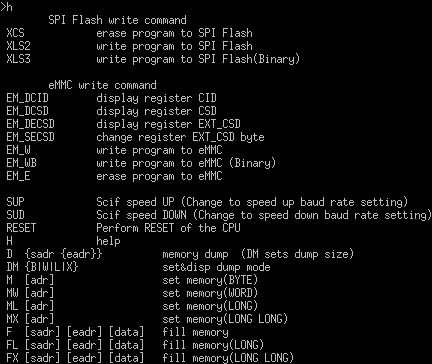 >h
SPI Flash write command
XCS erase program to SPI Flash
XLS2 write program to SPI Flash
XLS3 write program to SPI Flash(Binary)
eMMC write command
EM_DCID display register CID
EM_DCSD display register CSD
EM_DECSD display register EXT_CSD
EM_SECSD change register EXT_CSD byte
EM_W write program to eMMC
EM_WB write program to eMMC (Binary)
EM_E erase program to eMMC
SUP Scif speed UP (Change to speed up baud rate setting)
SUD Scif speed DOWN (Change to speed down baud rate setting)
RESET Perform RESET of the CPU
H help
D {sadr {eadr}} memory dump (DM sets dump size)
DM {B|W|L|X} set&disp dump mode
M [adr] set memory(BYTE)
MW [adr] set memory(WORD)
ML [adr] set memory(LONG)
MX [adr] set memory(LONG LONG)
F [sadr] [eadr] [data] fill memory
FL [sadr] [eadr] [data] fill memory(LONG)
FX [sadr] [eadr] [data] fill memory(LONG LONG)